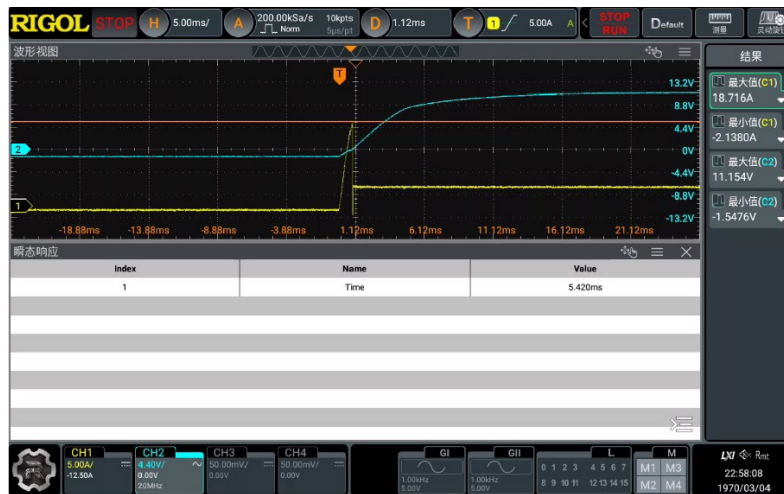 RIGOL STOP H 5.00ms/ A 200.00kSa/s 10kpts Norm 5μs/pt D 1.12ms T 1 5.00A A STOP RUN Default 测量
波形视图
结果
T
13.2V
8.8V
4.4V
2 0V
-4.4V
-8.8V
1
-13.2V
-18.88ms -13.88ms -8.88ms -3.88ms 1.12ms 6.12ms 11.12ms 16.12ms 21.12ms
最大值(C1)
18.716A
最小值(C1)
-2.1380A
最大值(C2)
11.154V
最小值(C2)
-1.5476V
瞬态响应
Index Name Value
1 Time 5.420ms
CH1 CH2 CH3 CH4 GI GII L M
5.00A/ 4.40V/ 50.00mV/ 50.00mV/ 0 1 2 3 4 5 6 7 M1 M3 LXI Rmt
-12.50A 0.00V 0.00V 0.00V 1.00kHz 1.00kHz 8 9 10 11 12 13 14 15 M2 M4 22:58:08
20MHz 5.00V 5.00V 1970/03/04